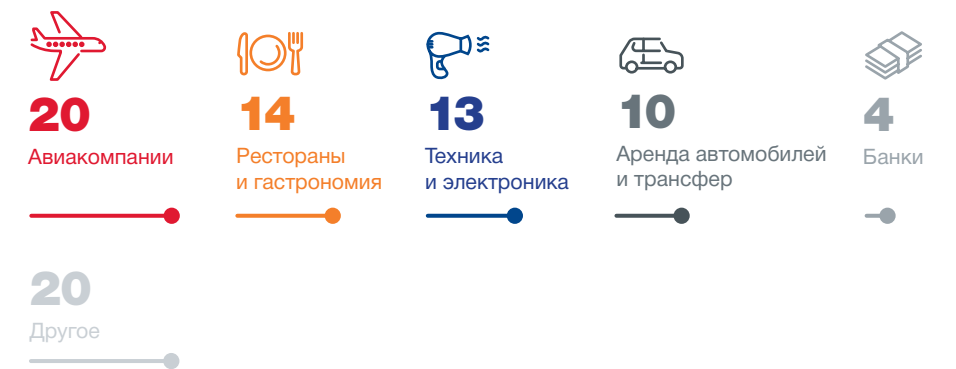 20
Авиакомпании
14
Рестораны
и гастрономия
13
Техника
и электроника
10
Аренда автомобилей
и трансфер
4
Банки
20
Другое